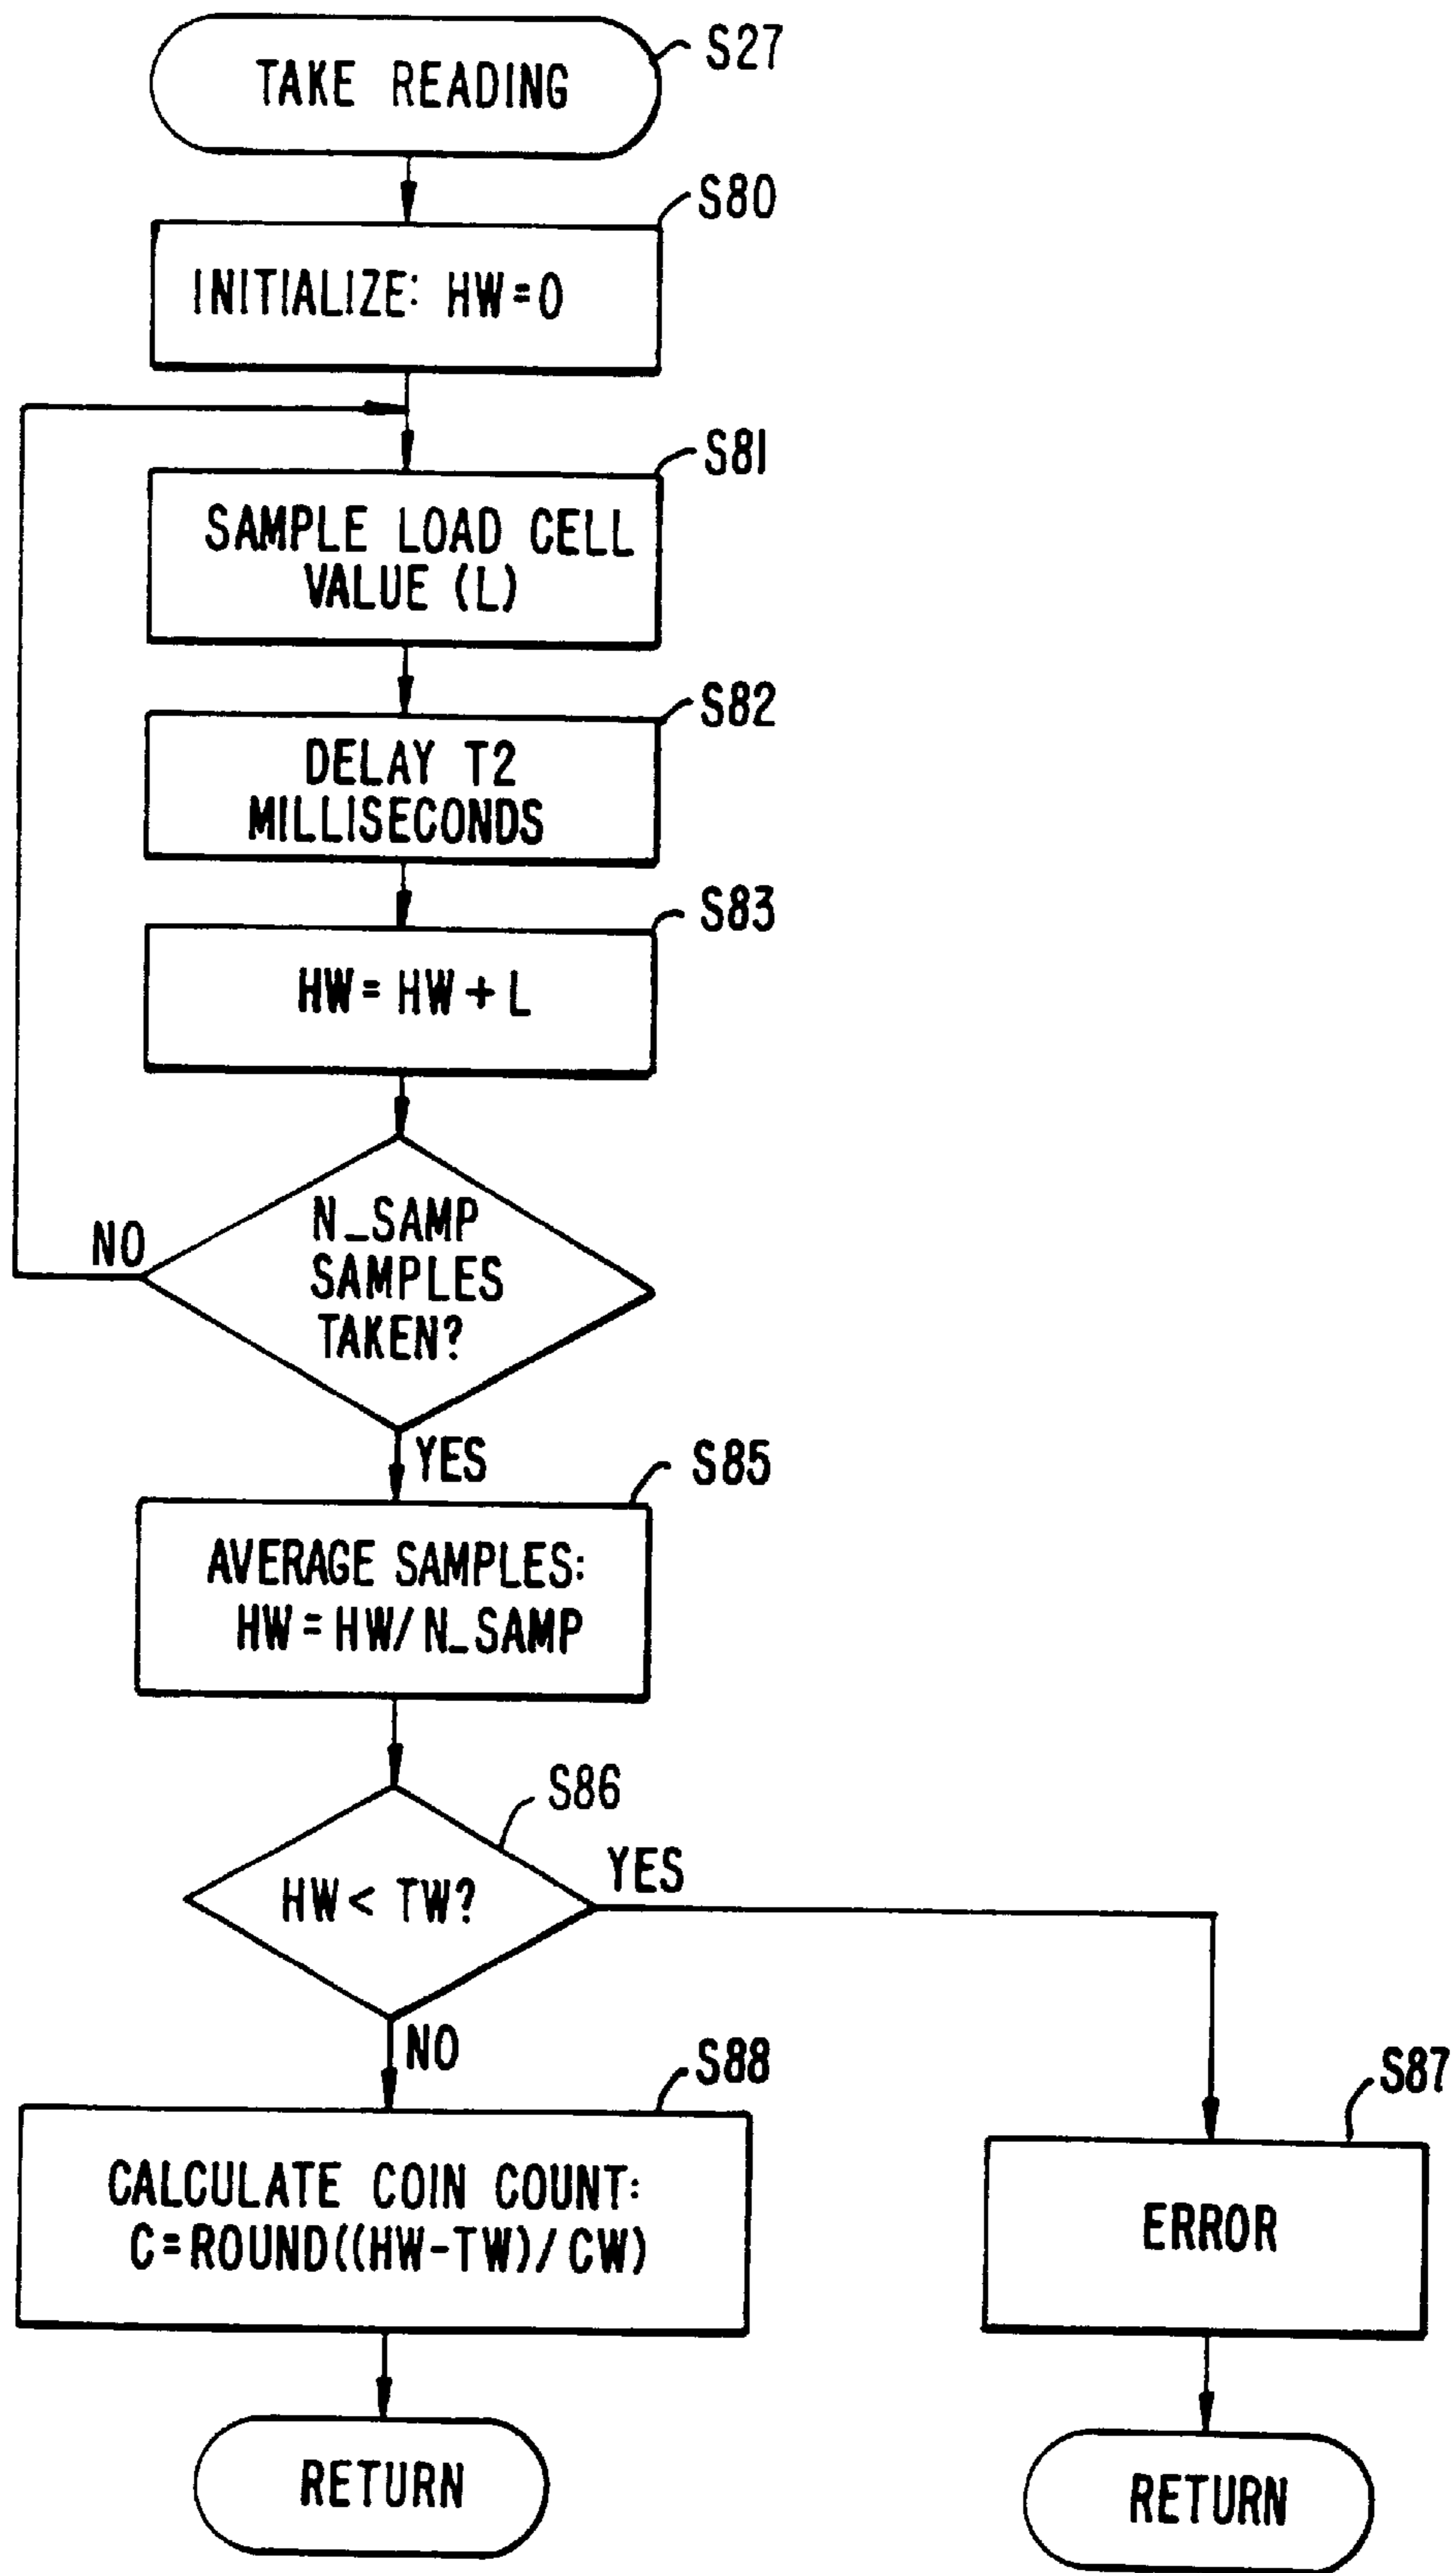 TAKE READING
S27
S80
INITIALIZE: HW=0
S81
SAMPLE LOAD CELL
VALUE (L)
S82
DELAY T2
MILLISECONDS
S83
HW=HW+L
N_SAMP
SAMPLES
TAKEN?
NO
YES
S85
AVERAGE SAMPLES:
HW=HW/N_SAMP
S86
HW< TW?
YES
NO
S88
CALCULATE COIN COUNT:
C=ROUND((HW-TW)/CW)
S87
ERROR
RETURN
RETURN